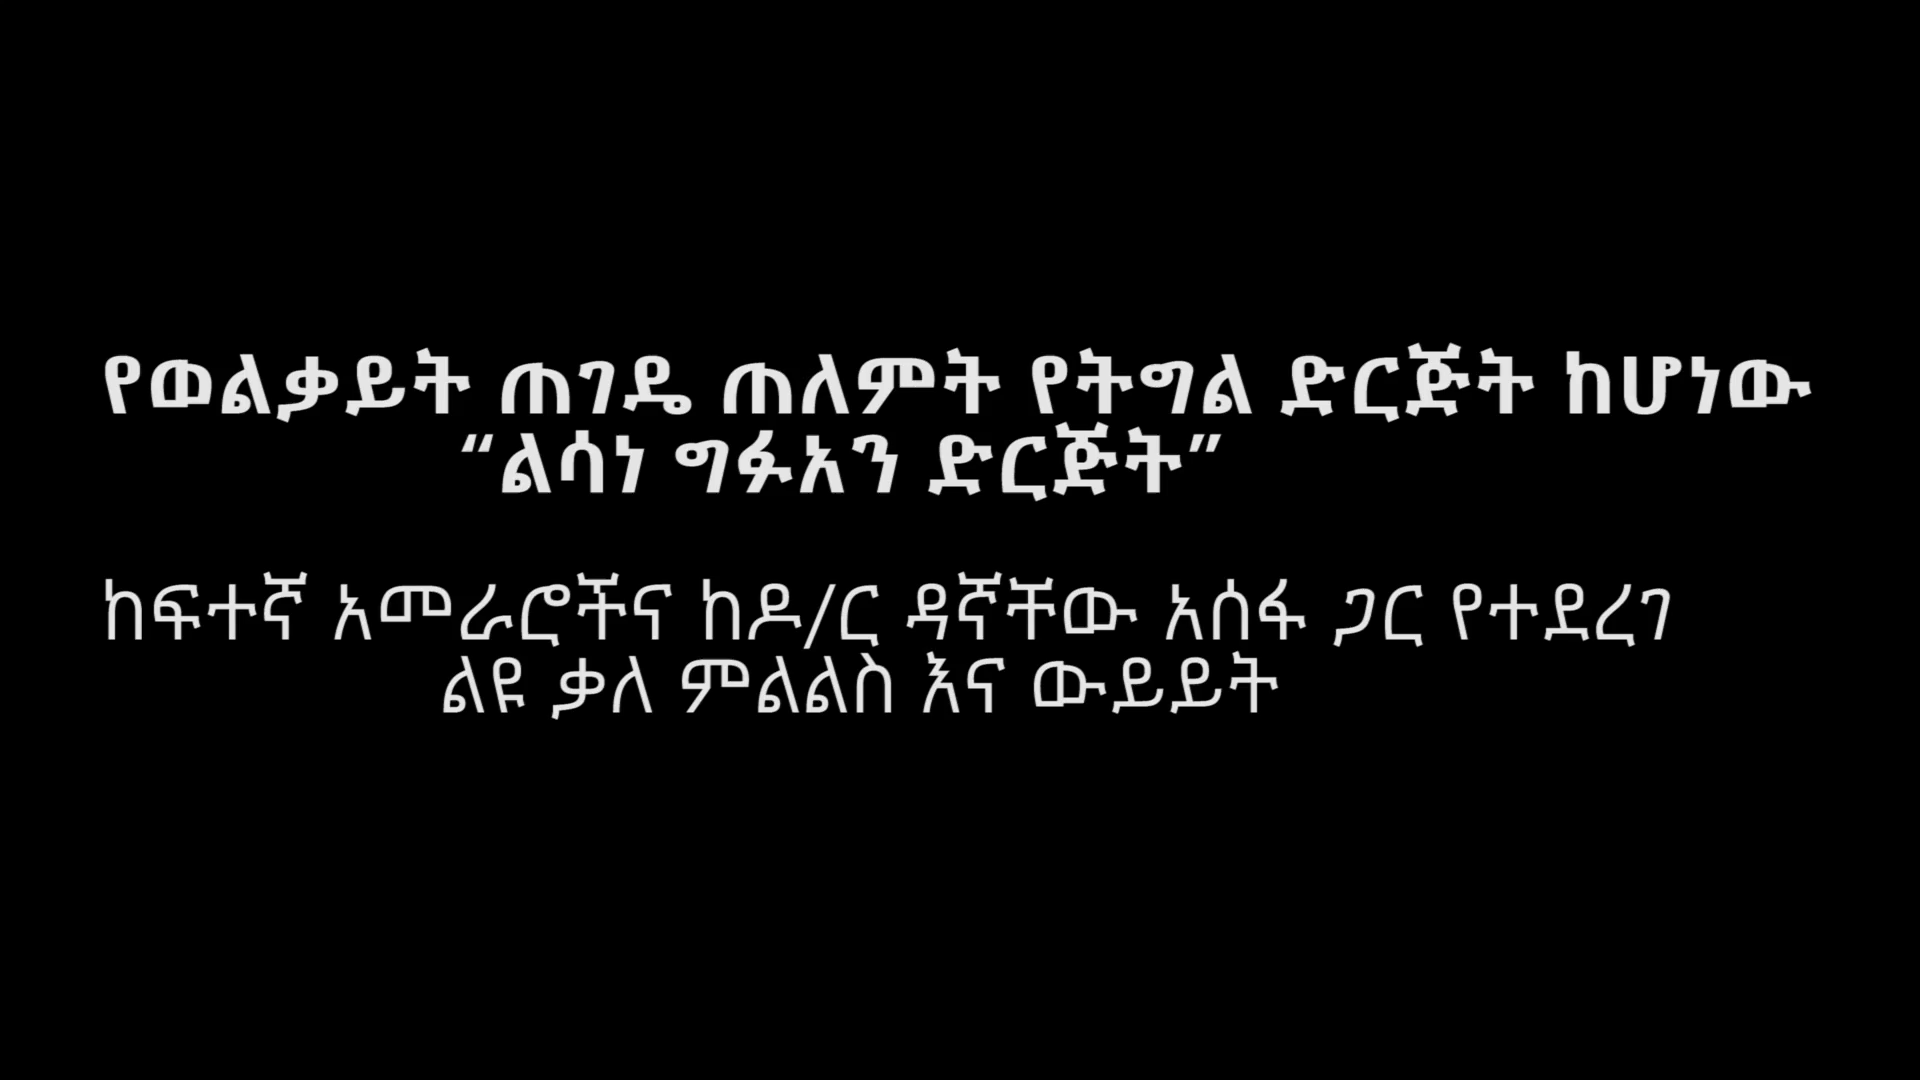 የወልቃይት ጠገዴ ጠለምት የትግል ድርጅት ከሆነው
“ልሳነ ግፉአን ድርጅት”
ከፍተኛ አመራሮችና ከዶ/ር ዳኛቸው አሰፋ ጋር የተደረገ
ልዩ ቃለ ምልልስ እና ውይይት